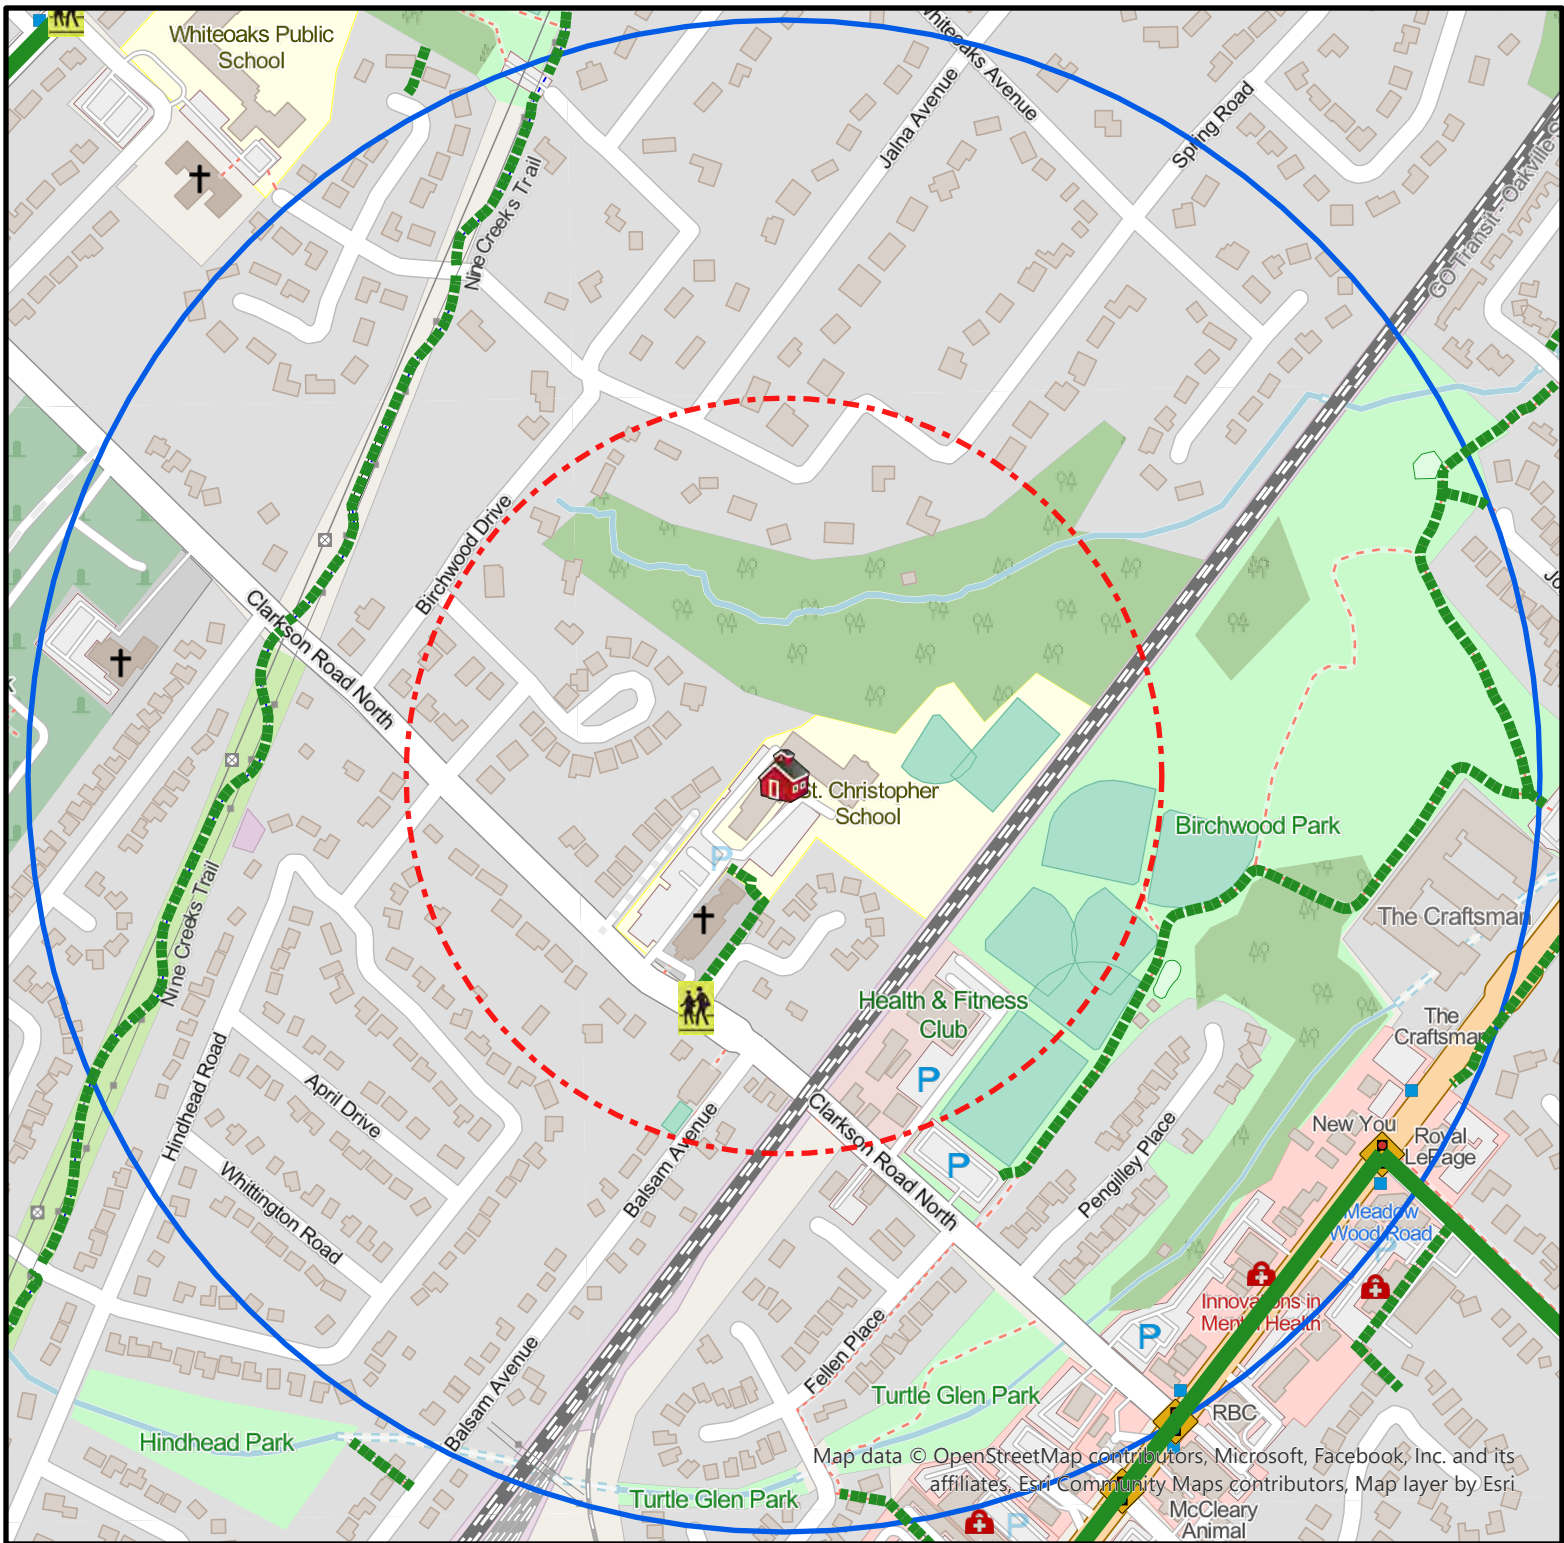 Whiteoaks Public
School
Whiteoaks Avenue
Jalna Avenue
Spring Road
Nine Creeks Trail
GO Transit - Oakville
Birchwood Drive
Clarkson Road North
St. Christopher
School
P
Birchwood Park
Nine Creeks Trail
The Craftsman
Health & Fitness
Club
The
Craftsman
P
Hindhead Road
April Drive
Clarkson Road North
New You
Royal
LePage
P
Balsam Avenue
Pengilley Place
Whittington Road
Meadow
Wood Road
P
Innovations in
Mental Health
P
Fellen Place
Balsam Avenue
Turtle Glen Park
RBC
Hindhead Park
Map data © OpenStreetMap contributors, Microsoft, Facebook, Inc. and its
affiliates, Esri Community Maps contributors, Map layer by Esri
Turtle Glen Park
P
McCleary
Animal